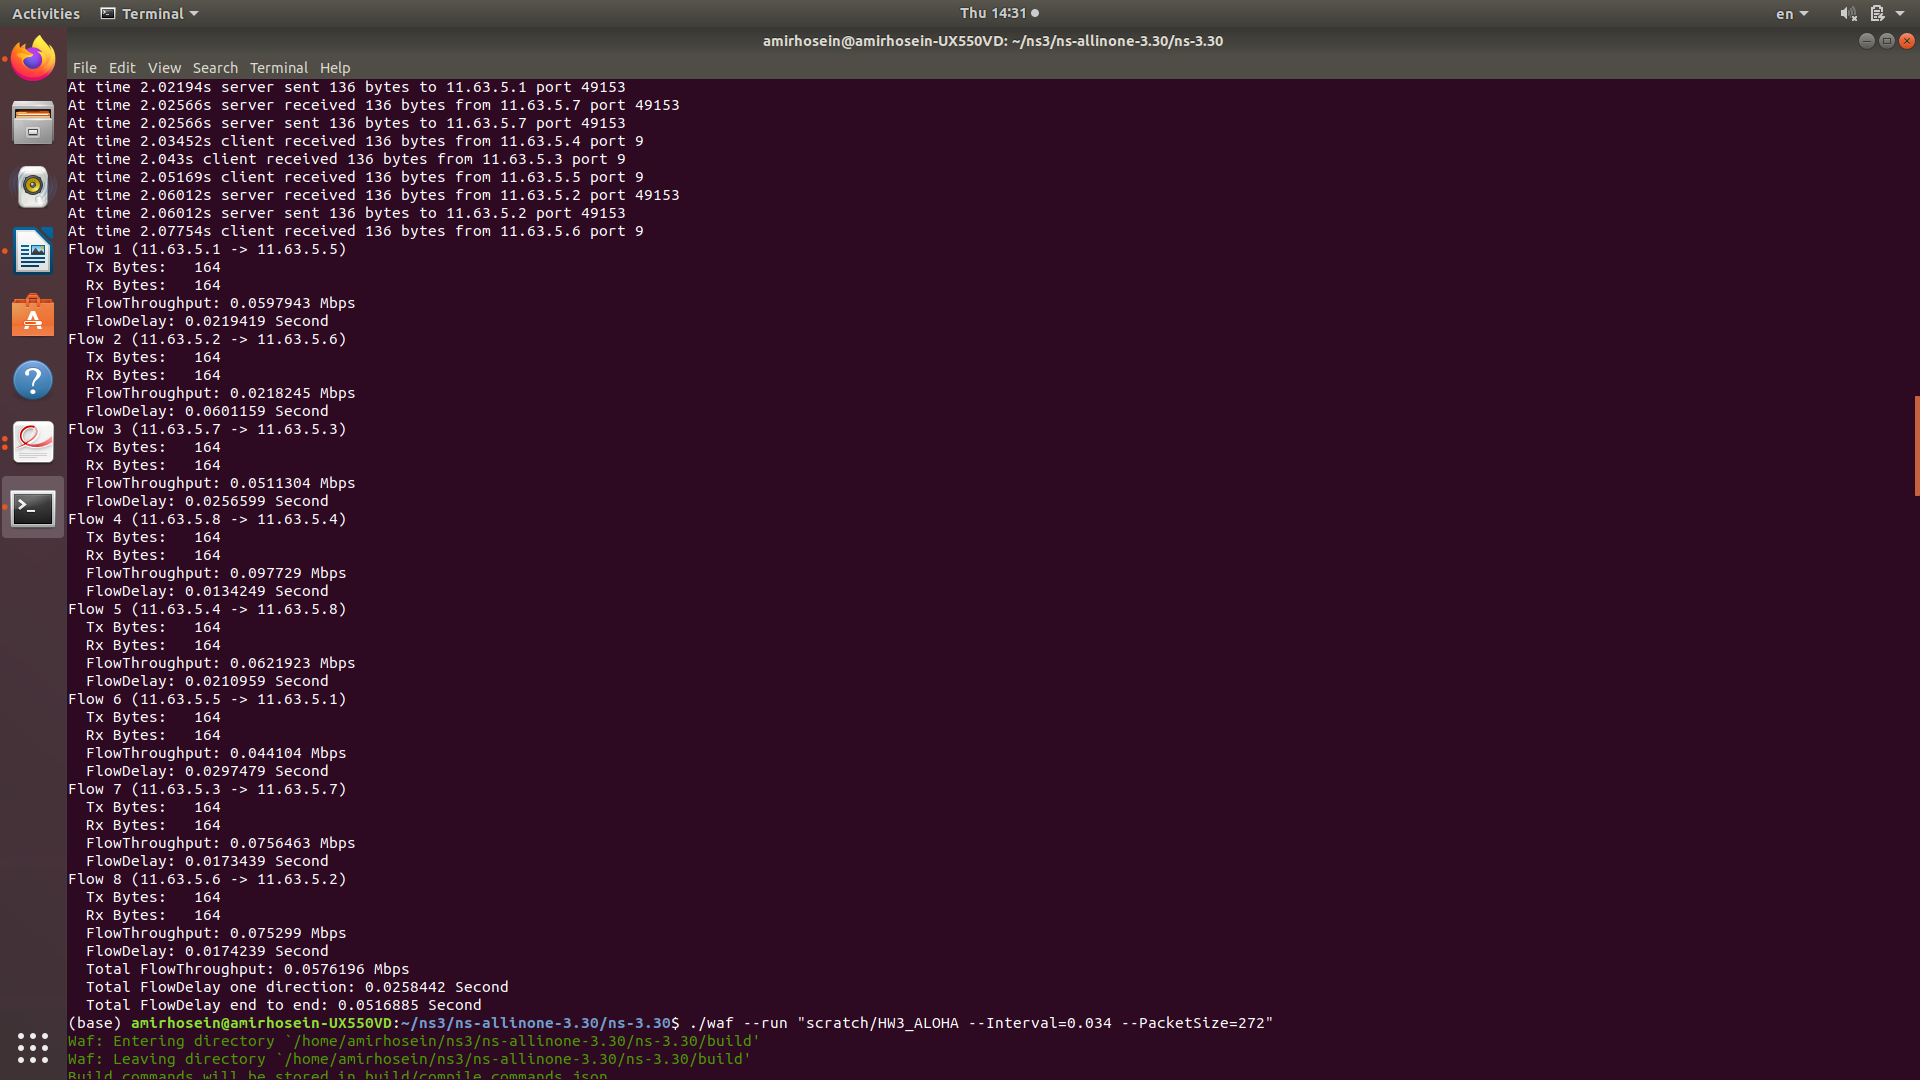 Activities Terminal Thu 14:31 en
amirhosein@amirhosein-UX550VD: ~/ns3/ns-allinone-3.30/ns-3.30
File Edit View Search Terminal Help
At time 2.02194s server sent 136 bytes to 11.63.5.1 port 49153
At time 2.02566s server received 136 bytes from 11.63.5.7 port 49153
At time 2.02566s server sent 136 bytes to 11.63.5.7 port 49153
At time 2.03452s client received 136 bytes from 11.63.5.4 port 9
At time 2.043s client received 136 bytes from 11.63.5.3 port 9
At time 2.05169s client received 136 bytes from 11.63.5.5 port 9
At time 2.06012s server received 136 bytes from 11.63.5.2 port 49153
At time 2.06012s server sent 136 bytes to 11.63.5.2 port 49153
At time 2.07754s client received 136 bytes from 11.63.5.6 port 9
Flow 1 (11.63.5.1 -> 11.63.5.5)
  Tx Bytes:   164
  Rx Bytes:   164
  FlowThroughput: 0.0597943 Mbps
  FlowDelay: 0.0219419 Second
Flow 2 (11.63.5.2 -> 11.63.5.6)
  Tx Bytes:   164
  Rx Bytes:   164
  FlowThroughput: 0.0218245 Mbps
  FlowDelay: 0.0601159 Second
Flow 3 (11.63.5.7 -> 11.63.5.3)
  Tx Bytes:   164
  Rx Bytes:   164
  FlowThroughput: 0.0511304 Mbps
  FlowDelay: 0.0256599 Second
Flow 4 (11.63.5.8 -> 11.63.5.4)
  Tx Bytes:   164
  Rx Bytes:   164
  FlowThroughput: 0.097729 Mbps
  FlowDelay: 0.0134249 Second
Flow 5 (11.63.5.4 -> 11.63.5.8)
  Tx Bytes:   164
  Rx Bytes:   164
  FlowThroughput: 0.0621923 Mbps
  FlowDelay: 0.0210959 Second
Flow 6 (11.63.5.5 -> 11.63.5.1)
  Tx Bytes:   164
  Rx Bytes:   164
  FlowThroughput: 0.044104 Mbps
  FlowDelay: 0.0297479 Second
Flow 7 (11.63.5.3 -> 11.63.5.7)
  Tx Bytes:   164
  Rx Bytes:   164
  FlowThroughput: 0.0756463 Mbps
  FlowDelay: 0.0173439 Second
Flow 8 (11.63.5.6 -> 11.63.5.2)
  Tx Bytes:   164
  Rx Bytes:   164
  FlowThroughput: 0.075299 Mbps
  FlowDelay: 0.0174239 Second
  Total FlowThroughput: 0.0576196 Mbps
  Total FlowDelay one direction: 0.0258442 Second
  Total FlowDelay end to end: 0.0516885 Second
(base) amirhosein@amirhosein-UX550VD:~/ns3/ns-allinone-3.30/ns-3.30$ ./waf --run "scratch/HW3_ALOHA --Interval=0.034 --PacketSize=272"
Waf: Entering directory `/home/amirhosein/ns3/ns-allinone-3.30/ns-3.30/build'
Waf: Leaving directory `/home/amirhosein/ns3/ns-allinone-3.30/ns-3.30/build'
Build commands will be stored in build/compile_commands.json